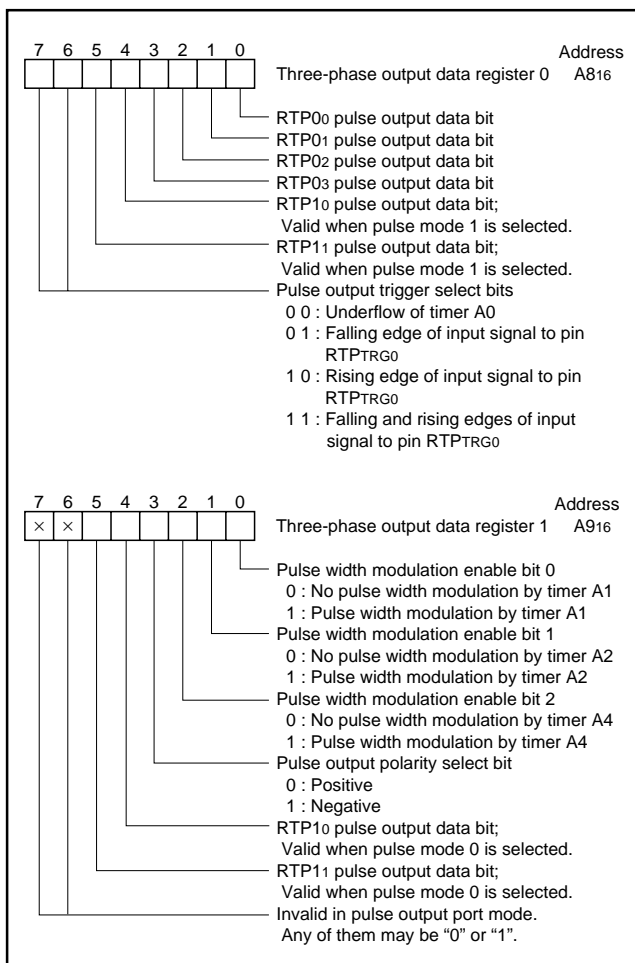 7 6 5 4 3 2 1 0 Address
Three-phase output data register 0 A816
RTP00 pulse output data bit
RTP01 pulse output data bit
RTP02 pulse output data bit
RTP03 pulse output data bit
RTP10 pulse output data bit;
Valid when pulse mode 1 is selected.
RTP11 pulse output data bit;
Valid when pulse mode 1 is selected.
Pulse output trigger select bits
0 0 : Underflow of timer A0
0 1 : Falling edge of input signal to pin
RTPTRG0
1 0 : Rising edge of input signal to pin
RTPTRG0
1 1 : Falling and rising edges of input
signal to pin RTPTRG0
7 6 5 4 3 2 1 0 Address
× × Three-phase output data register 1 A916
Pulse width modulation enable bit 0
0 : No pulse width modulation by timer A1
1 : Pulse width modulation by timer A1
Pulse width modulation enable bit 1
0 : No pulse width modulation by timer A2
1 : Pulse width modulation by timer A2
Pulse width modulation enable bit 2
0 : No pulse width modulation by timer A4
1 : Pulse width modulation by timer A4
Pulse output polarity select bit
0 : Positive
1 : Negative
RTP10 pulse output data bit;
Valid when pulse mode 0 is selected.
RTP11 pulse output data bit;
Valid when pulse mode 0 is selected.
Invalid in pulse output port mode.
Any of them may be “0” or “1”.